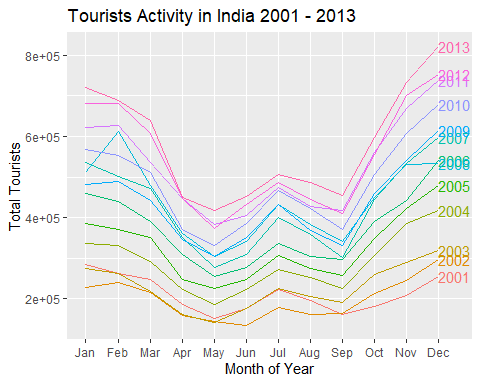 Tourists Activity in India 2001 - 2013
Total Tourists
8e+05
6e+05
4e+05
2e+05
2013
2012
2011
2010
2009
2007
2006
2008
2005
2004
2003
2002
2001
Jan Feb Mar Apr May Jun Jul Aug Sep Oct Nov Dec
Month of Year